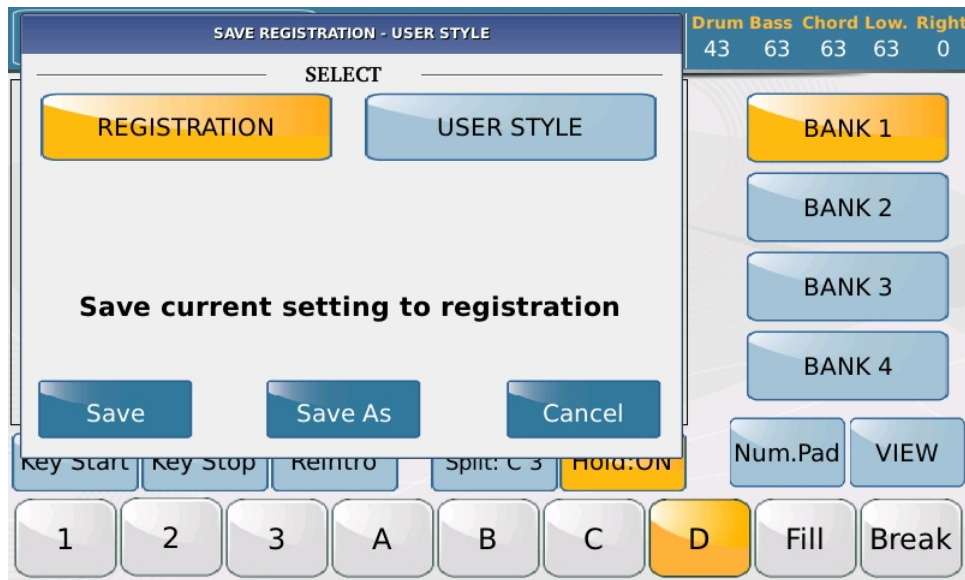 SAVE REGISTRATION - USER STYLE
Drum Bass Chord Low. Right
43 63 63 63 0
SELECT
REGISTRATION USER STYLE
BANK 1
BANK 2
Save current setting to registration
BANK 3
BANK 4
Save Save As Cancel
Key Start Key Stop Reintro Split: C 3 Hold:ON
Num.Pad VIEW
1 2 3 A B C D Fill Break